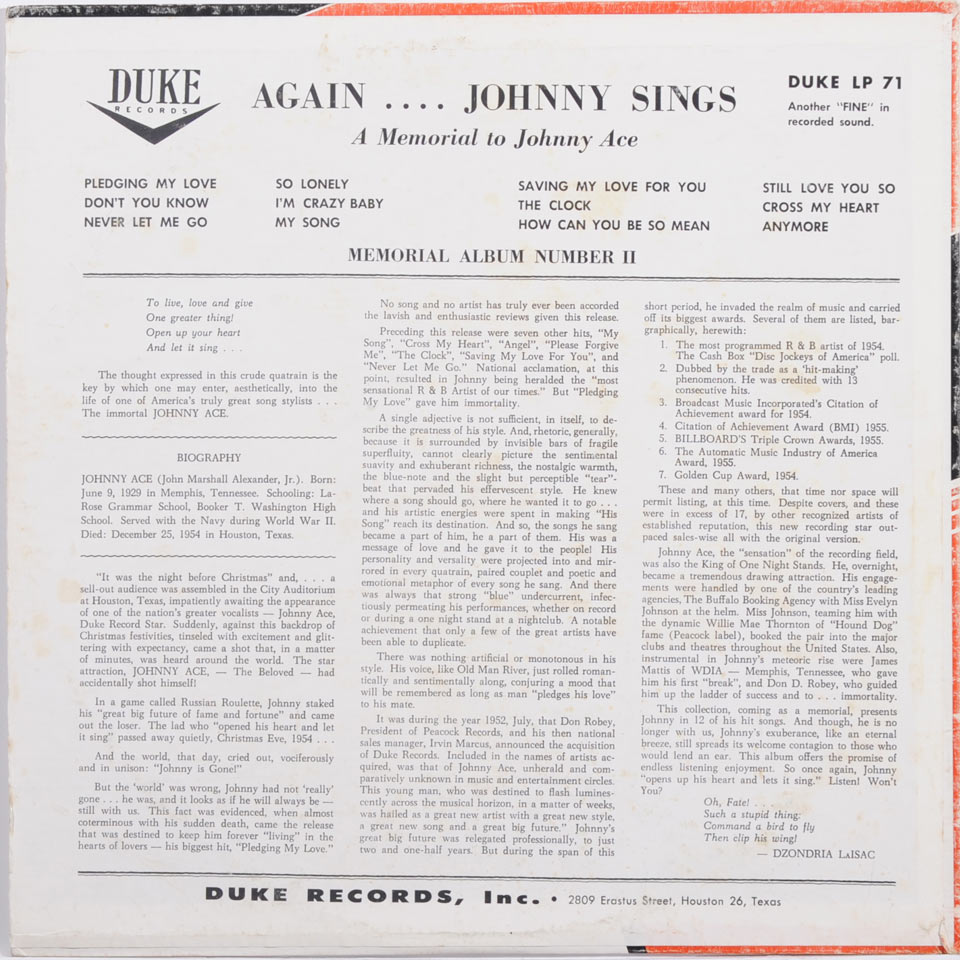 DUKE
RECORDS
AGAIN .... JOHNNY SINGS
A Memorial to Johnny Ace
DUKE LP 71
Another "FINE" in
recorded sound.
PLEDGING MY LOVE
DON'T YOU KNOW
NEVER LET ME GO
SO LONELY
I'M CRAZY BABY
MY SONG
SAVING MY LOVE FOR YOU
THE CLOCK
HOW CAN YOU BE SO MEAN
STILL LOVE YOU SO
CROSS MY HEART
ANYMORE
MEMORIAL ALBUM NUMBER II
To live, love and give
One greater thing!
Open up your heart
And let it sing . . .
The thought expressed in this crude quatrain is the
key by which one may enter, aesthetically, into the
life of one of America's truly great song stylists . . .
The immortal JOHNNY ACE.
BIOGRAPHY
JOHNNY ACE (John Marshall Alexander, Jr.). Born:
June 9, 1929 in Memphis, Tennessee. Schooling: La-
Rose Grammar School, Booker T. Washington High
School. Served with the Navy during World War II.
Died: December 25, 1954 in Houston, Texas.
"It was the night before Christmas" and, . . . a
sell-out audience was assembled in the City Auditorium
at Houston, Texas, impatiently awaiting the appearance
of one of the nation's greater vocalists — Johnny Ace,
Duke Record Star. Suddenly, against this backdrop of
Christmas festivities, tinseled with excitement and glit-
tering with expectancy, came a shot that, in a matter
of minutes, was heard around the world. The star
attraction, JOHNNY ACE, — The Beloved — had
accidentally shot himself!
In a game called Russian Roulette, Johnny staked
his "great big future of fame and fortune" and came
out the loser. The lad who "opened his heart and let
it sing" passed away quietly, Christmas Eve, 1954 . . .
And the world, that day, cried out, vociferously
and in unison: "Johnny is Gone!"
But the 'world' was wrong, Johnny had not 'really'
gone . . . he was, and it looks as if he will always be —
still with us. This fact was evidenced, when almost
coterminous with his sudden death, came the release
that was destined to keep him forever "living" in the
hearts of lovers — his biggest hit, "Pledging My Love."
No song and no artist has truly ever been accorded
the lavish and enthusiastic reviews given this release.
Preceding this release were seven other hits, "My
Song", "Cross My Heart", "Angel", "Please Forgive
Me", "The Clock", "Saving My Love For You", and
"Never Let Me Go." National acclamation, at this
point, resulted in Johnny being heralded the "most
sensational R & B Artist of our times." But "Pledging
My Love" gave him immortality.
A single adjective is not sufficient, in itself, to de-
scribe the greatness of his style. And, rhetoric, generally,
because it is surrounded by invisible bars of fragile
superfluity, cannot clearly picture the sentimental
suavity and exhuberant richness, the nostalgic warmth,
the blue-note and the slight but perceptible "tear"-
beat that pervaded his effervescent style. He knew
where a song should go, where he wanted it to go . . .
and his artistic energies were spent in making "His
Song" reach its destination. And so, the songs he sang
became a part of him, he a part of them. His was a
message of love and he gave it to the people! His
personality and versality were projected into and mir-
rored in every quatrain, paired couplet and poetic and
emotional metaphor of every song he sang. And there
was always that strong "blue" undercurrent, infec-
tiously permeating his performances, whether on record
or during a one night stand at a nightclub. A notable
achievement that only a few of the great artists have
been able to duplicate.
There was nothing artificial or monotonous in his
style. His voice, like Old Man River, just rolled roman-
tically and sentimentally along, conjuring a mood that
will be remembered as long as man "pledges his love"
to his mate.
It was during the year 1952, July, that Don Robey,
President of Peacock Records, and his then national
sales manager, Irvin Marcus, announced the acquisition
of Duke Records. Included in the names of artists ac-
quired, was that of Johnny Ace, unherald and com-
paratively unknown in music and entertainment circles.
This young man, who was destined to flash lumines-
cently across the musical horizon, in a matter of weeks,
was hailed as a great new artist with a great new style,
a great new song and a great big future." Johnny's
great big future was relegated professionally, to just
two and one-half years. But during the span of this
short period, he invaded the realm of music and carried
off its biggest awards. Several of them are listed, bar-
graphically, herewith:
1. The most programmed R & B artist of 1954.
The Cash Box "Disc Jockeys of America" poll.
2. Dubbed by the trade as a 'hit-making'
phenomenon. He was credited with 13
consecutive hits.
3. Broadcast Music Incorporated's Citation of
Achievement award for 1954.
4. Citation of Achievement Award (BMI) 1955.
5. BILLBOARD'S Triple Crown Awards, 1955.
6. The Automatic Music Industry of America
Award, 1955.
7. Golden Cup Award, 1954.
These and many others, that time nor space will
permit listing, at this time. Despite covers, and these
were in excess of 17, by other recognized artists of
established reputation, this new recording star out-
paced sales-wise all with the original version.
Johnny Ace, the "sensation" of the recording field,
was also the King of One Night Stands. He, overnight,
became a tremendous drawing attraction. His engage-
ments were handled by one of the country's leading
agencies, The Buffalo Booking Agency with Miss Evelyn
Johnson at the helm. Miss Johnson, teaming him with
the dynamic Willie Mae Thornton of "Hound Dog"
fame (Peacock label), booked the pair into the major
clubs and theatres throughout the United States. Also,
instrumental in Johnny's meteoric rise were James
Mattis of WDIA — Memphis, Tennessee, who gave
him his first "break", and Don D. Robey, who guided
him up the ladder of success and to . . . immortality.
This collection, coming as a memorial, presents
Johnny in 12 of his hit songs. And though, he is no
longer with us, Johnny's exuberance, like an eternal
breeze, still spreads its welcome contagion to those who
would lend an ear. This album offers the promise of
endless listening enjoyment. So once again, Johnny
"opens up his heart and lets it sing." Listen! Won't
You?
Oh, Fate! . . .
Such a stupid thing:
Command a bird to fly
Then clip his wing!
— DZONDRIA LaISAC
DUKE RECORDS, Inc. • 2809 Erastus Street, Houston 26, Texas